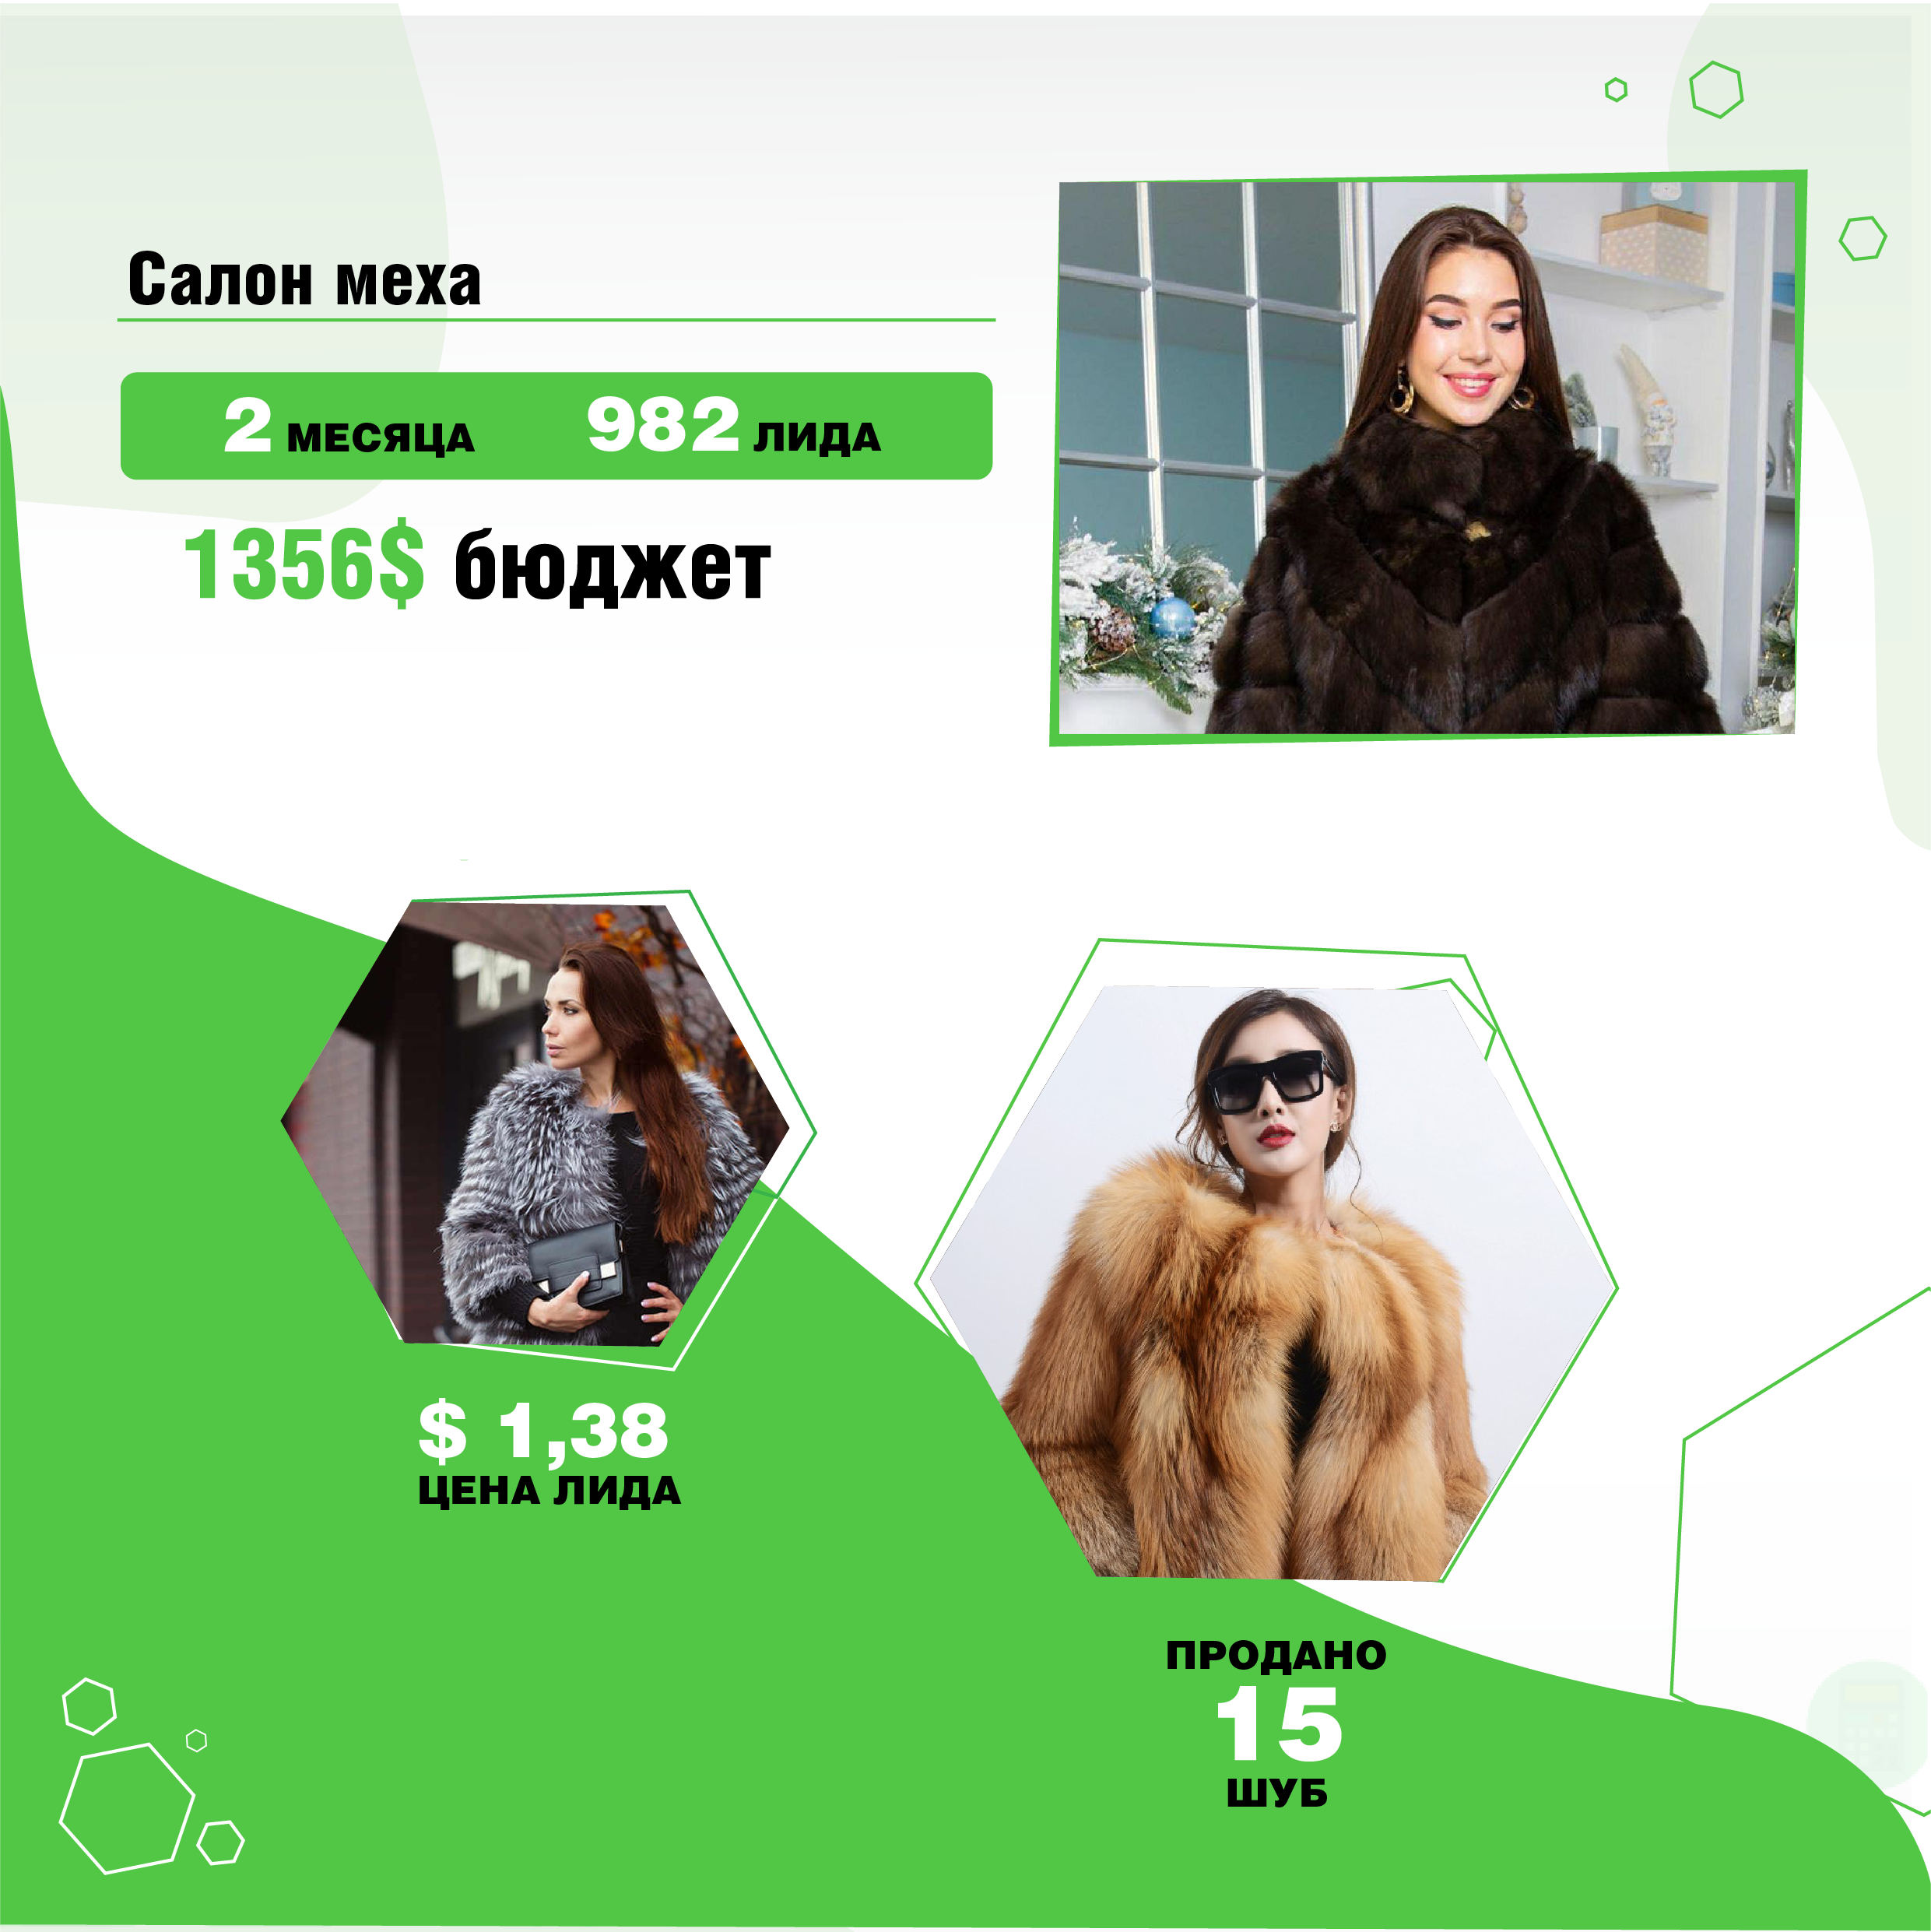 Салон меха
2 МЕСЯЦА 982 ЛИДА
1356$ бюджет
$ 1,38
ЦЕНА ЛИДА
ПРОДАНО
15
ШУБ